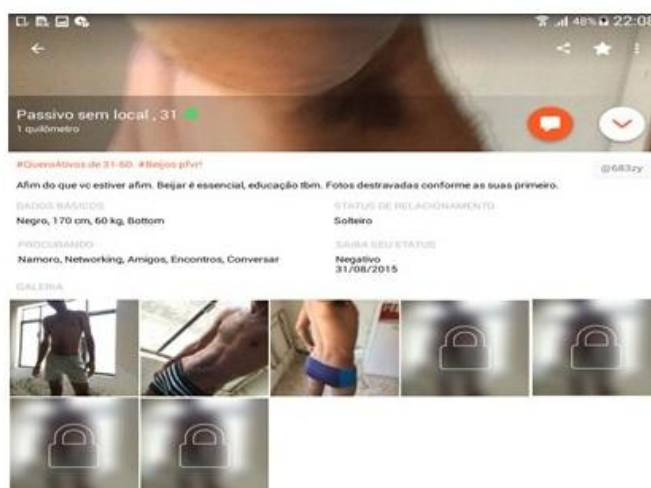 48% 22:08
Passivo sem local , 31
1 quilômetro
#QueroAtivos de 31-60. #Beijos pfvr!
@683zy
Afim do que vc estiver afim. Beijar é essencial, educação tbm. Fotos destravadas conforme as suas primeiro.
DADOS BÁSICOS
Negro, 170 cm, 60 kg, Bottom
STATUS DE RELACIONAMENTO
Solteiro
PROCURANDO
Namoro, Networking, Amigos, Encontros, Conversar
SAIBA SEU STATUS
Negativo
31/08/2015
GALERIA